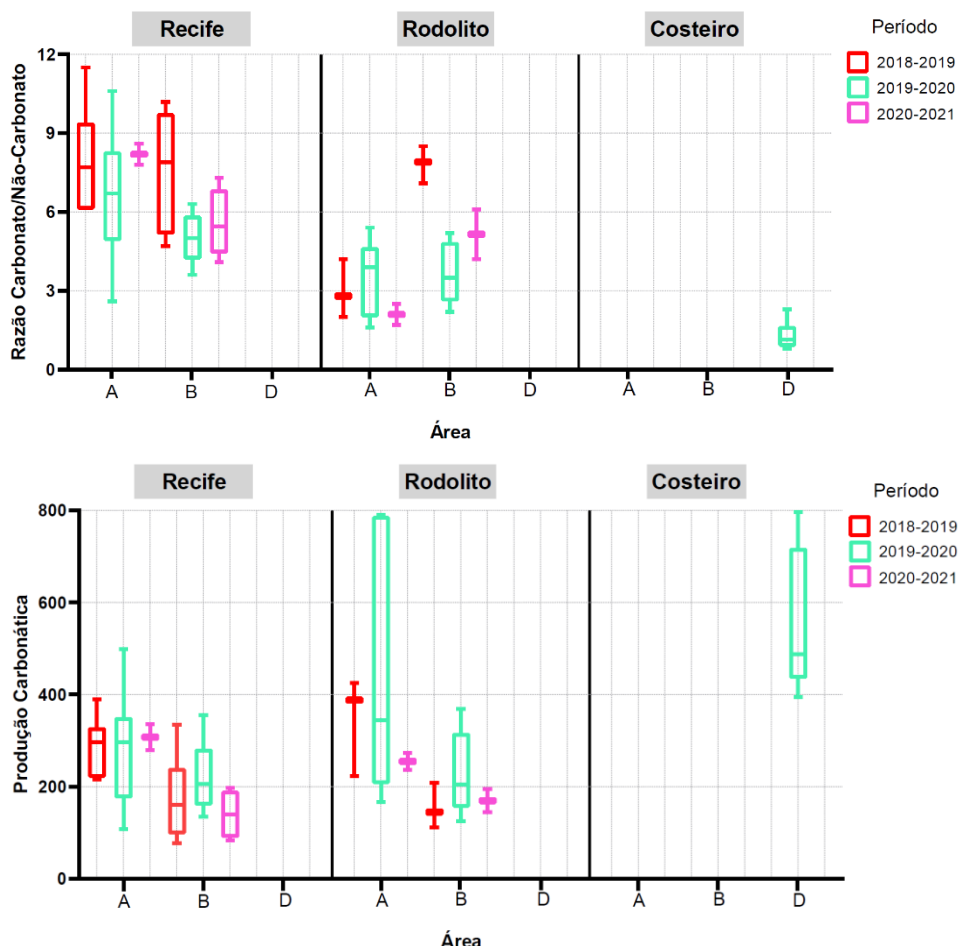 Recife Rodolito Costeiro
Período
2018-2019
2019-2020
2020-2021
Razão Carbonato/Não-Carbonato
12
9
6
3
0
A B D A B D A B D
Área
Recife Rodolito Costeiro
Período
2018-2019
2019-2020
2020-2021
Produção Carbonática
800
600
400
200
0
A B D A B D A B D
Área